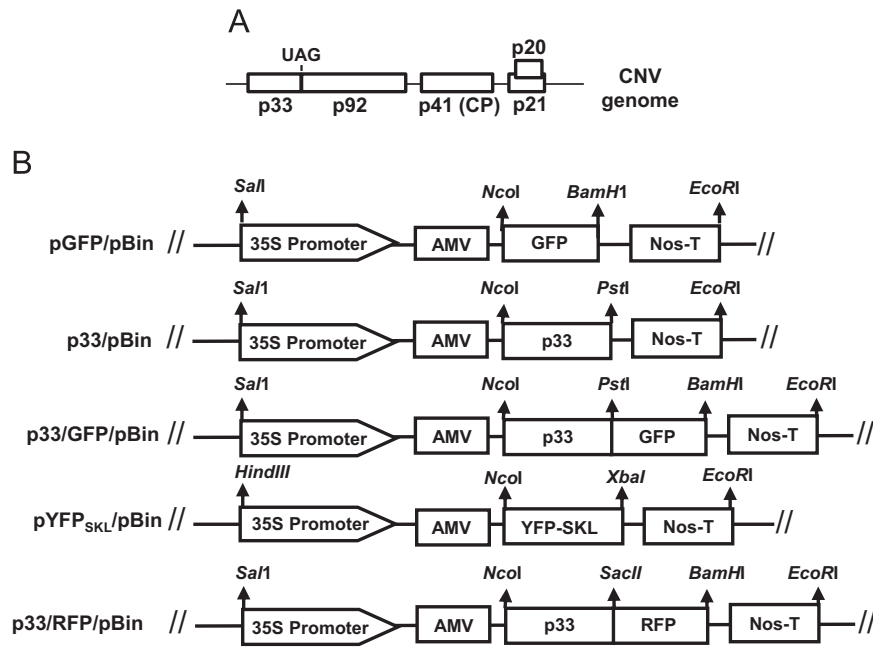 A
UAG
p20
p33
p92
p41 (CP)
p21
CNV
genome
B
SalI
NcoI
BamH1
EcoRI
pGFP/pBin
//
35S Promoter
AMV
GFP
Nos-T
//
Sal1
NcoI
PstI
EcoRI
p33/pBin
//
35S Promoter
AMV
p33
Nos-T
//
Sal1
NcoI
PstI
BamHI
EcoRI
p33/GFP/pBin
//
35S Promoter
AMV
p33
GFP
Nos-T
//
HindIII
NcoI
XbaI
EcoRI
pYFPSKL/pBin
//
35S Promoter
AMV
YFP-SKL
Nos-T
//
Sal1
NcoI
SacII
BamHI
EcoRI
p33/RFP/pBin
//
35S Promoter
AMV
p33
RFP
Nos-T
//